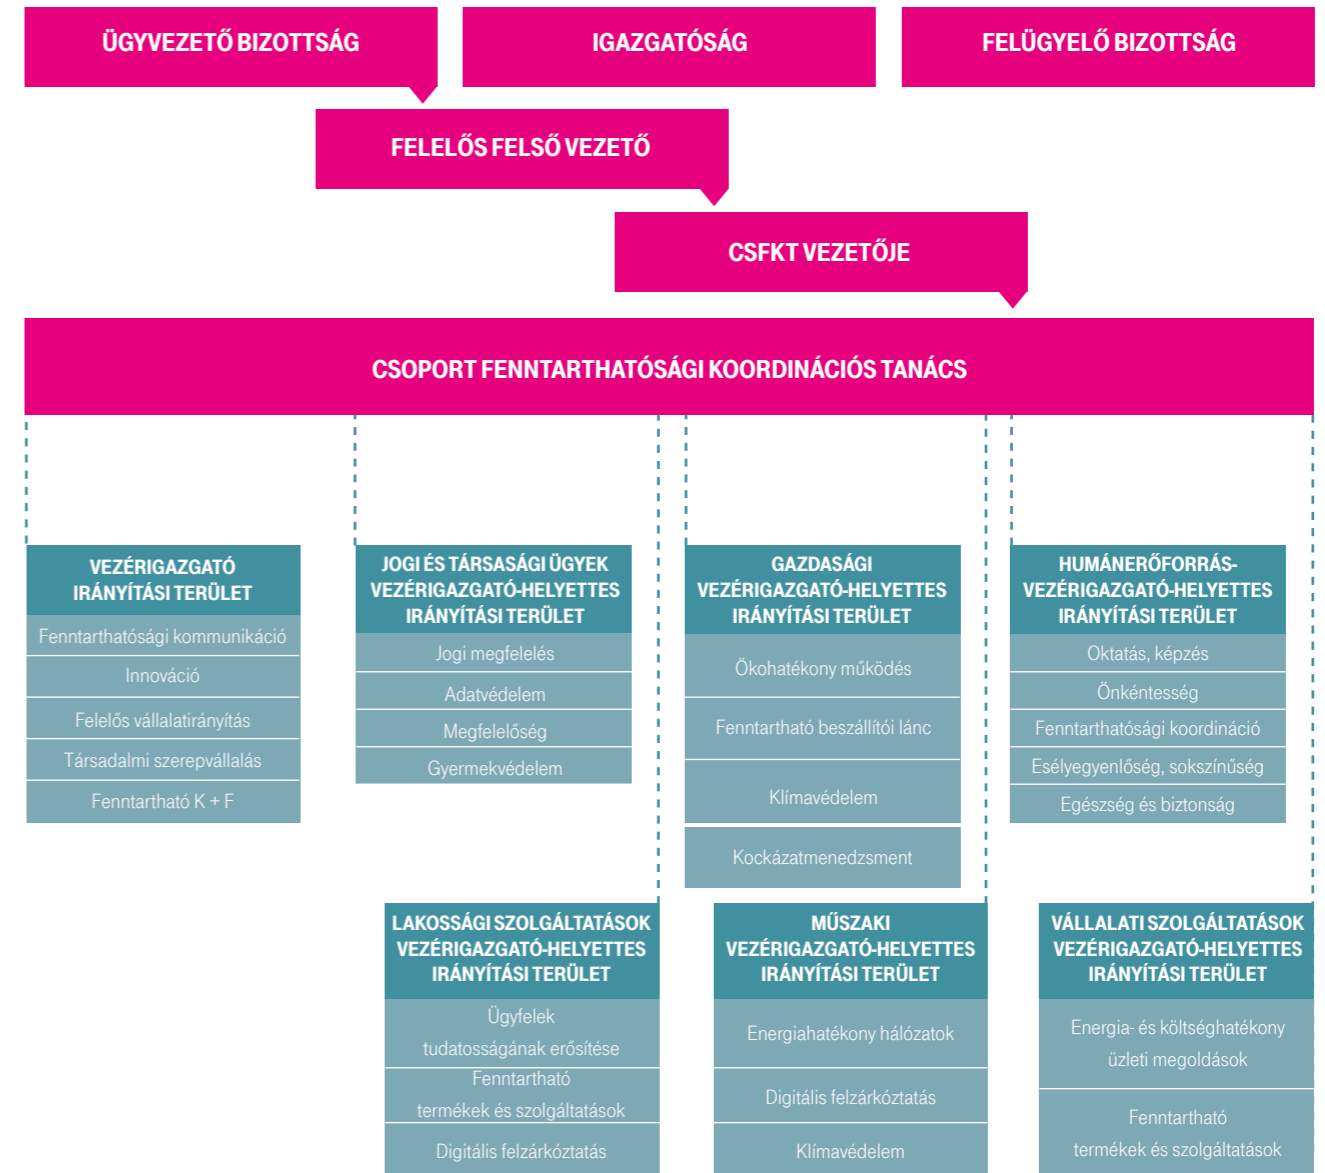 ÜGYVEZETŐ BIZOTTSÁG
IGAZGATÓSÁG
FELÜGYELŐ BIZOTTSÁG
FELELŐS FELSŐ VEZETŐ
CSFKT VEZETŐJE
CSOPORT FENNTARTHATÓSÁGI KOORDINÁCIÓS TANÁCS
VEZÉRIGAZGATÓ
IRÁNYÍTÁSI TERÜLET
Fenntarthatósági kommunikáció
Innováció
Felelős vállalatirányítás
Társadalmi szerepvállalás
Fenntartható K + F
JOGI ÉS TÁRSASÁGI ÜGYEK
VEZÉRIGAZGATÓ-HELYETTES
IRÁNYÍTÁSI TERÜLET
Jogi megfelelés
Adatvédelem
Megfelelőség
Gyermekvédelem
GAZDASÁGI
VEZÉRIGAZGATÓ-HELYETTES
IRÁNYÍTÁSI TERÜLET
Ökohatékony működés
Fenntartható beszállítói lánc
Klímavédelem
Kockázatmenedzsment
HUMÁNERŐFORRÁS-
VEZÉRIGAZGATÓ-HELYETTES
IRÁNYÍTÁSI TERÜLET
Oktatás, képzés
Önkéntesség
Fenntarthatósági koordináció
Esélyegyenlőség, sokszínűség
Egészség és biztonság
LAKOSSÁGI SZOLGÁLTATÁSOK
VEZÉRIGAZGATÓ-HELYETTES
IRÁNYÍTÁSI TERÜLET
Ügyfelek
tudatosságának erősítése
Fenntartható
termékek és szolgáltatások
Digitális felzárkóztatás
MŰSZAKI
VEZÉRIGAZGATÓ-HELYETTES
IRÁNYÍTÁSI TERÜLET
Energiahatékony hálózatok
Digitális felzárkóztatás
Klímavédelem
VÁLLALATI SZOLGÁLTATÁSOK
VEZÉRIGAZGATÓ-HELYETTES
IRÁNYÍTÁSI TERÜLET
Energia- és költséghatékony
üzleti megoldások
Fenntartható
termékek és szolgáltatások